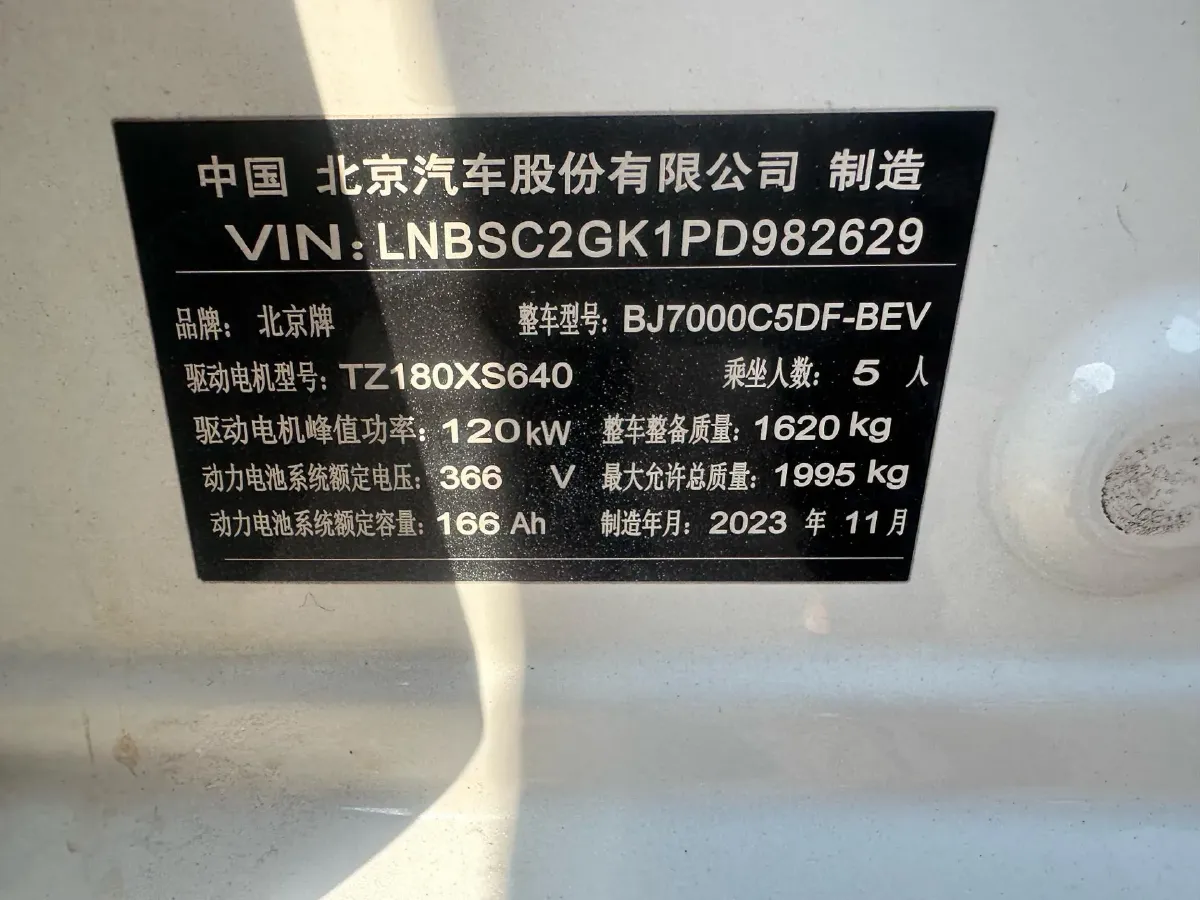 中国 北京汽车股份有限公司 制造
VIN: LNBSC2GK1PD982629
品牌: 北京牌 整车型号: BJ7000C5DF-BEV
驱动电机型号: TZ180XS640 乘坐人数: 5 人
驱动电机峰值功率: 120kW 整车整备质量: 1620 kg
动力电池系统额定电压: 366 V 最大允许总质量: 1995 kg
动力电池系统额定容量: 166 Ah 制造年月: 2023 年 11 月